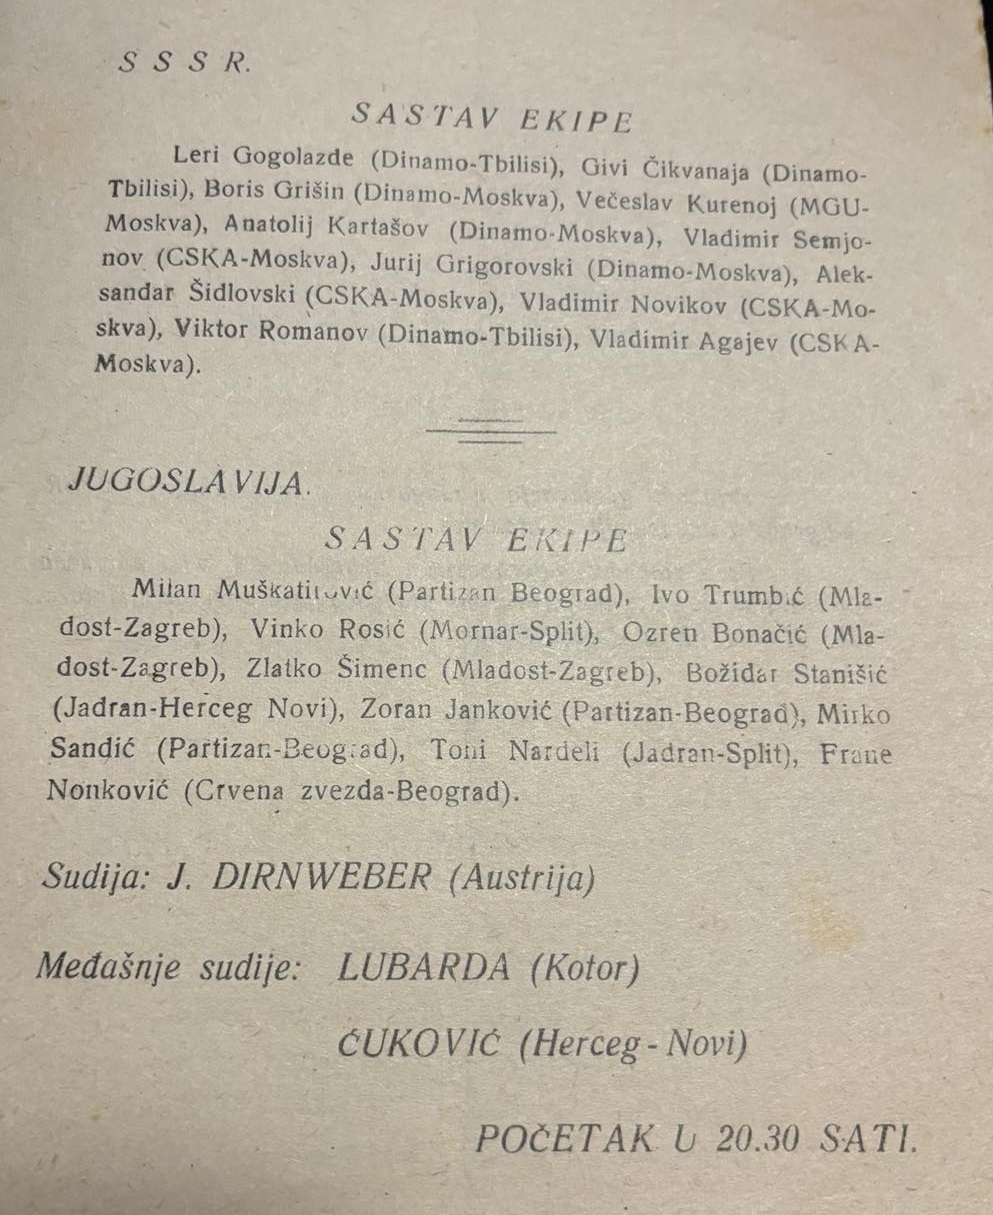 S S S R.
SASTAV EKIPE
Leri Gogolazde (Dinamo-Tbilisi), Givi Čikvanaja (Dinamo-
Tbilisi), Boris Grišin (Dinamo-Moskva), Večeslav Kurenoj (MGU-
Moskva), Anatolij Kartašov (Dinamo-Moskva), Vladimir Semjo-
nov (CSKA-Moskva), Jurij Grigorovski (Dinamo-Moskva), Alek-
sandar Šidlovski (CSKA-Moskva), Vladimir Novikov (CSKA-Mo-
skva), Viktor Romanov (Dinamo-Tbilisi), Vladimir Agajev (CSKA-
Moskva).
JUGOSLAVIJA.
SASTAV EKIPE
Milan Muškatirović (Partizan Beograd), Ivo Trumbić (Mla-
dost-Zagreb), Vinko Rosić (Mornar-Split), Ozren Bonačić (Mla-
dost-Zagreb), Zlatko Šimenc (Mladost-Zagreb), Božidar Stanišić
(Jadran-Herceg Novi), Zoran Janković (Partizan-Beograd), Mirko
Sandić (Partizan-Beograd), Toni Nardeli (Jadran-Split), Frane
Nonković (Crvena zvezda-Beograd).
Sudija: J. DIRNWEBER (Austrija)
Međašnje sudije: LUBARDA (Kotor)
ĆUKOVIĆ (Herceg-Novi)
POČETAK U 20.30 SATI.